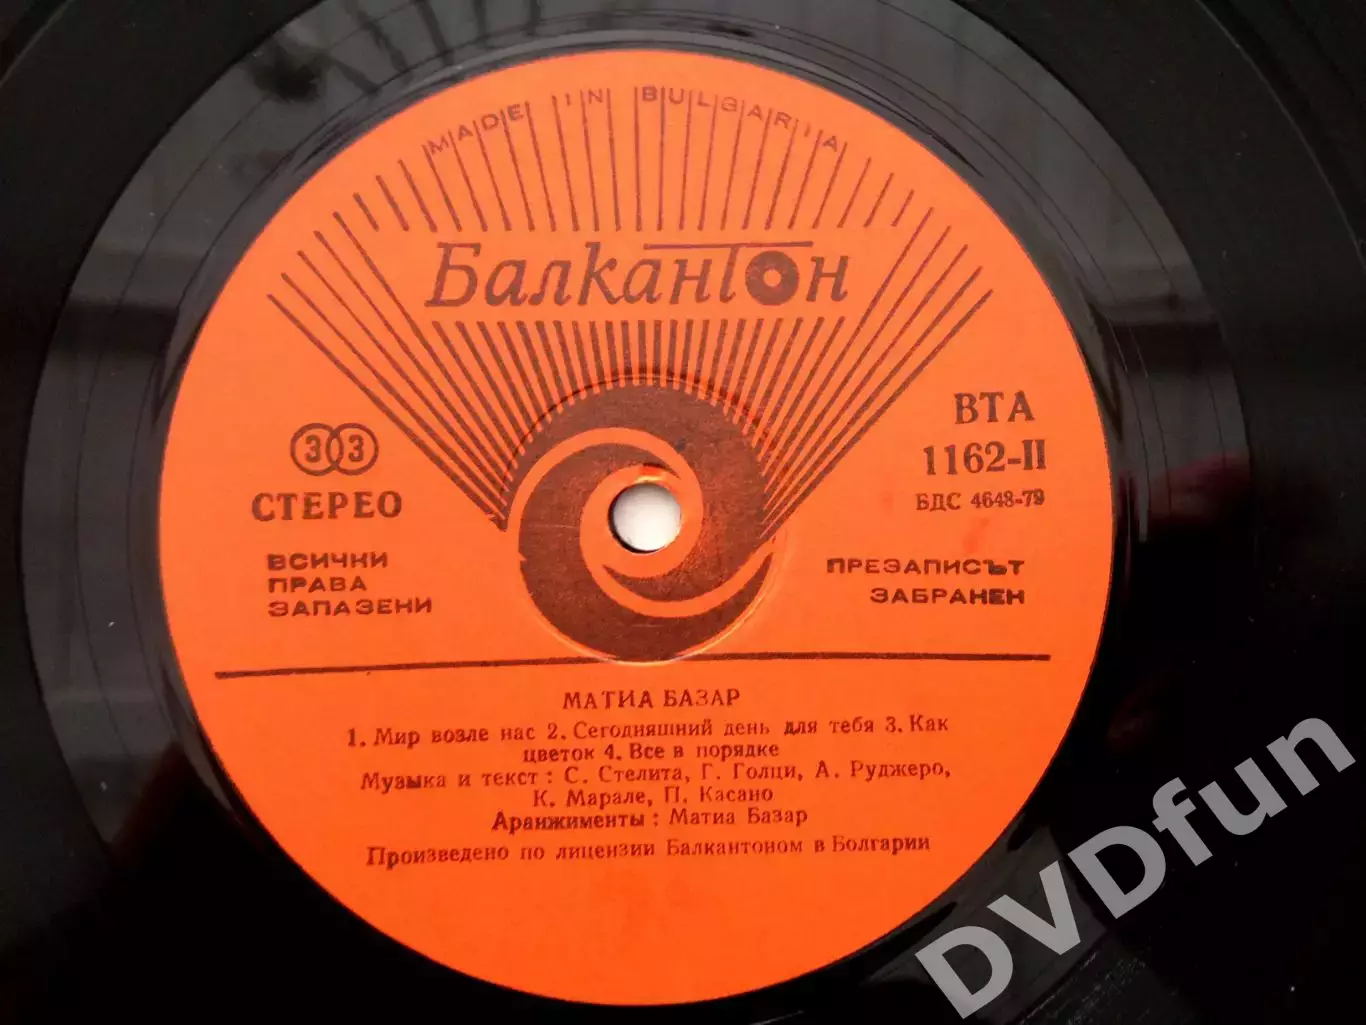 MADE IN BULGARIA
Балкантон
33
СТЕРЕО
ВСИЧКИ
ПРАВА
ЗАПАЗЕНИ
ВТА
1162-II
БДС 4648-79
ПРЕЗАПИСЪТ
ЗАБРАНЕН
МАТИА БАЗАР
1. Мир возле нас 2. Сегодняшний день для тебя 3. Как
цветок 4. Все в порядке
Музыка и текст : С. Стелита, Г. Голци, А. Руджеро,
К. Марале, П. Касано
Аранжименты : Матиа Базар
Произведено по лицензии Балкантоном в Болгарии
DVDfun